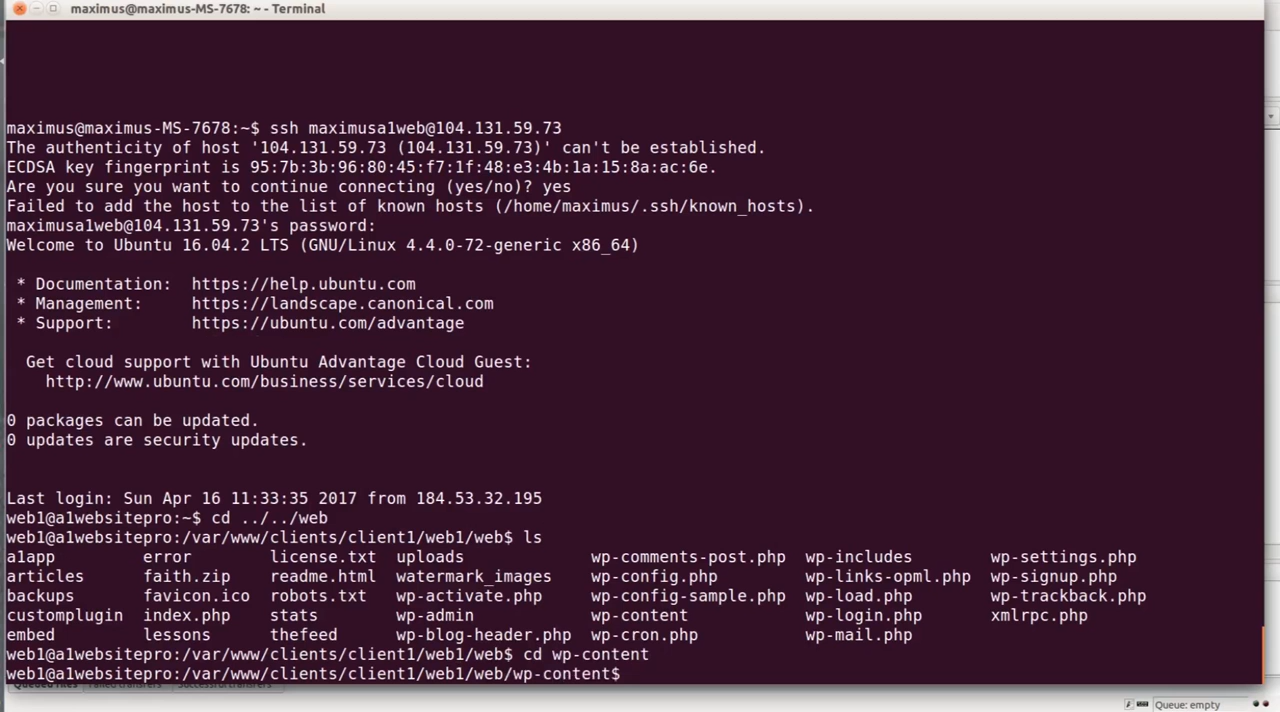 maximus@maximus-MS-7678: ~ - Terminal
maximus@maximus-MS-7678:~$ ssh maximusa1web@104.131.59.73
The authenticity of host '104.131.59.73 (104.131.59.73)' can't be established.
ECDSA key fingerprint is 95:7b:3b:96:80:45:f7:1f:48:e3:4b:1a:15:8a:ac:6e.
Are you sure you want to continue connecting (yes/no)? yes
Failed to add the host to the list of known hosts (/home/maximus/.ssh/known_hosts).
maximusa1web@104.131.59.73's password:
Welcome to Ubuntu 16.04.2 LTS (GNU/Linux 4.4.0-72-generic x86_64)
* Documentation:  https://help.ubuntu.com
* Management:     https://landscape.canonical.com
* Support:        https://ubuntu.com/advantage
Get cloud support with Ubuntu Advantage Cloud Guest:
http://www.ubuntu.com/business/services/cloud
0 packages can be updated.
0 updates are security updates.
Last login: Sun Apr 16 11:33:35 2017 from 184.53.32.195
web1@a1websitepro:~$ cd ../../web
web1@a1websitepro:/var/www/clients/client1/web1/web$ ls
a1app error license.txt uploads wp-comments-post.php wp-includes wp-settings.php
articles faith.zip readme.html watermark_images wp-config.php wp-links-opml.php wp-signup.php
backups favicon.ico robots.txt wp-activate.php wp-config-sample.php wp-load.php wp-trackback.php
customplugin index.php stats wp-admin wp-content wp-login.php xmlrpc.php
embed lessons thefeed wp-blog-header.php wp-cron.php wp-mail.php
web1@a1websitepro:/var/www/clients/client1/web1/web$ cd wp-content
web1@a1websitepro:/var/www/clients/client1/web1/web/wp-content$
Queue: empty